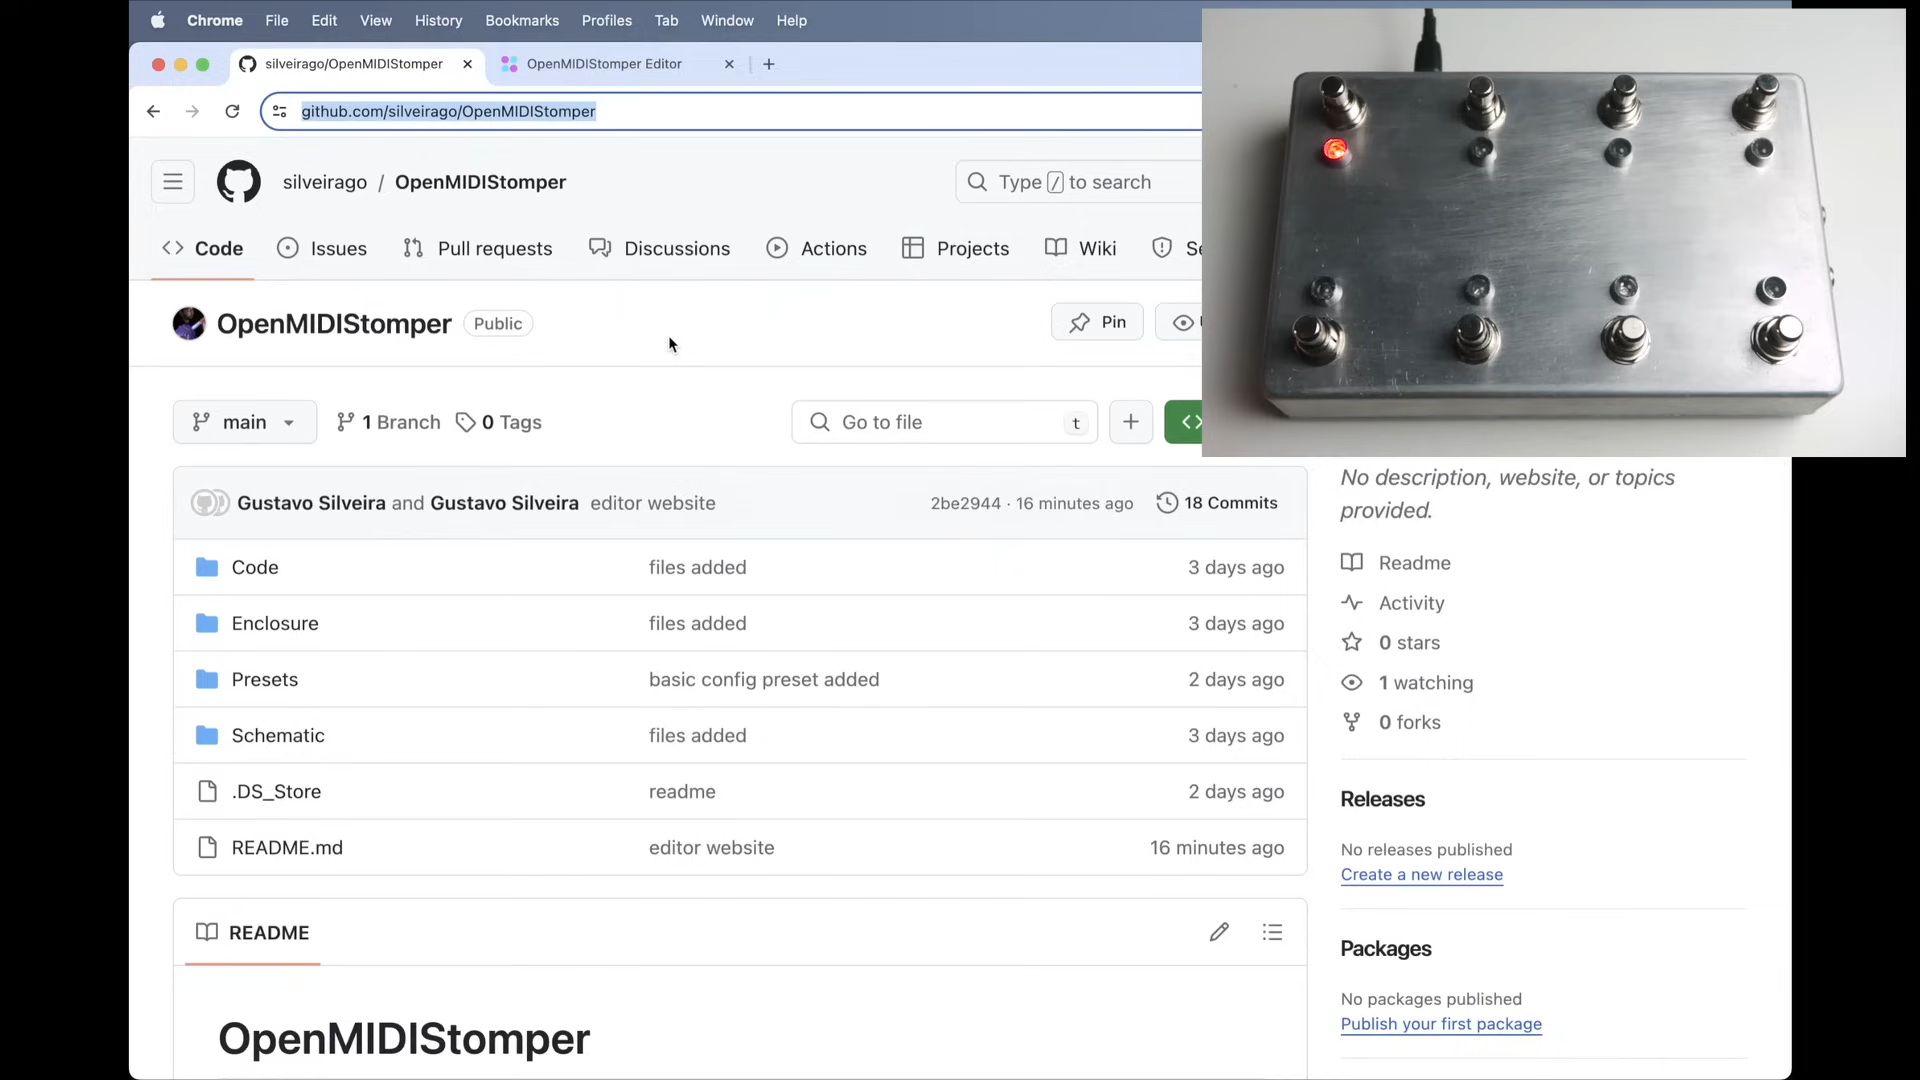 Chrome File Edit View History Bookmarks Profiles Tab Window Help
silveirago/OpenMIDIStomper
OpenMIDIStomper Editor
github.com/silveirago/OpenMIDIStomper
silveirago / OpenMIDIStomper
Type / to search
Code Issues Pull requests Discussions Actions Projects Wiki Se
OpenMIDIStomper Public
Pin
main
1 Branch
0 Tags
Go to file t
Gustavo Silveira and Gustavo Silveira editor website 2be2944 · 16 minutes ago 18 Commits
Code files added 3 days ago
Enclosure files added 3 days ago
Presets basic config preset added 2 days ago
Schematic files added 3 days ago
.DS_Store readme 2 days ago
README.md editor website 16 minutes ago
README
OpenMIDIStomper
No description, website, or topics
provided.
Readme
Activity
0 stars
1 watching
0 forks
Releases
No releases published
Create a new release
Packages
No packages published
Publish your first package